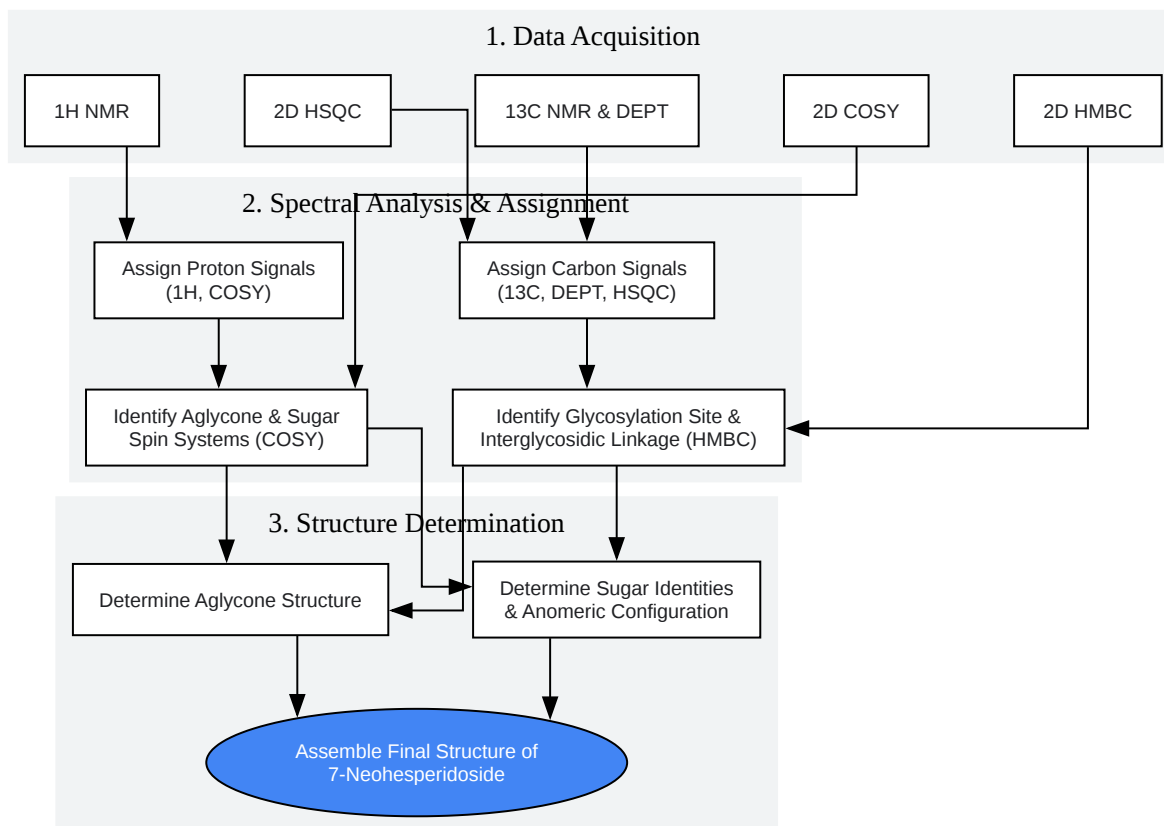 1. Data Acquisition
1H NMR
2D HSQC
13C NMR & DEPT
2D COSY
2D HMBC
2. Spectral Analysis & Assignment
Assign Proton Signals
(1H, COSY)
Assign Carbon Signals
(13C, DEPT, HSQC)
Identify Aglycone & Sugar
Spin Systems (COSY)
Identify Glycosylation Site &
Interglycosidic Linkage (HMBC)
3. Structure Determination
Determine Aglycone Structure
Determine Sugar Identities
& Anomeric Configuration
Assemble Final Structure of
7-Neohesperidoside